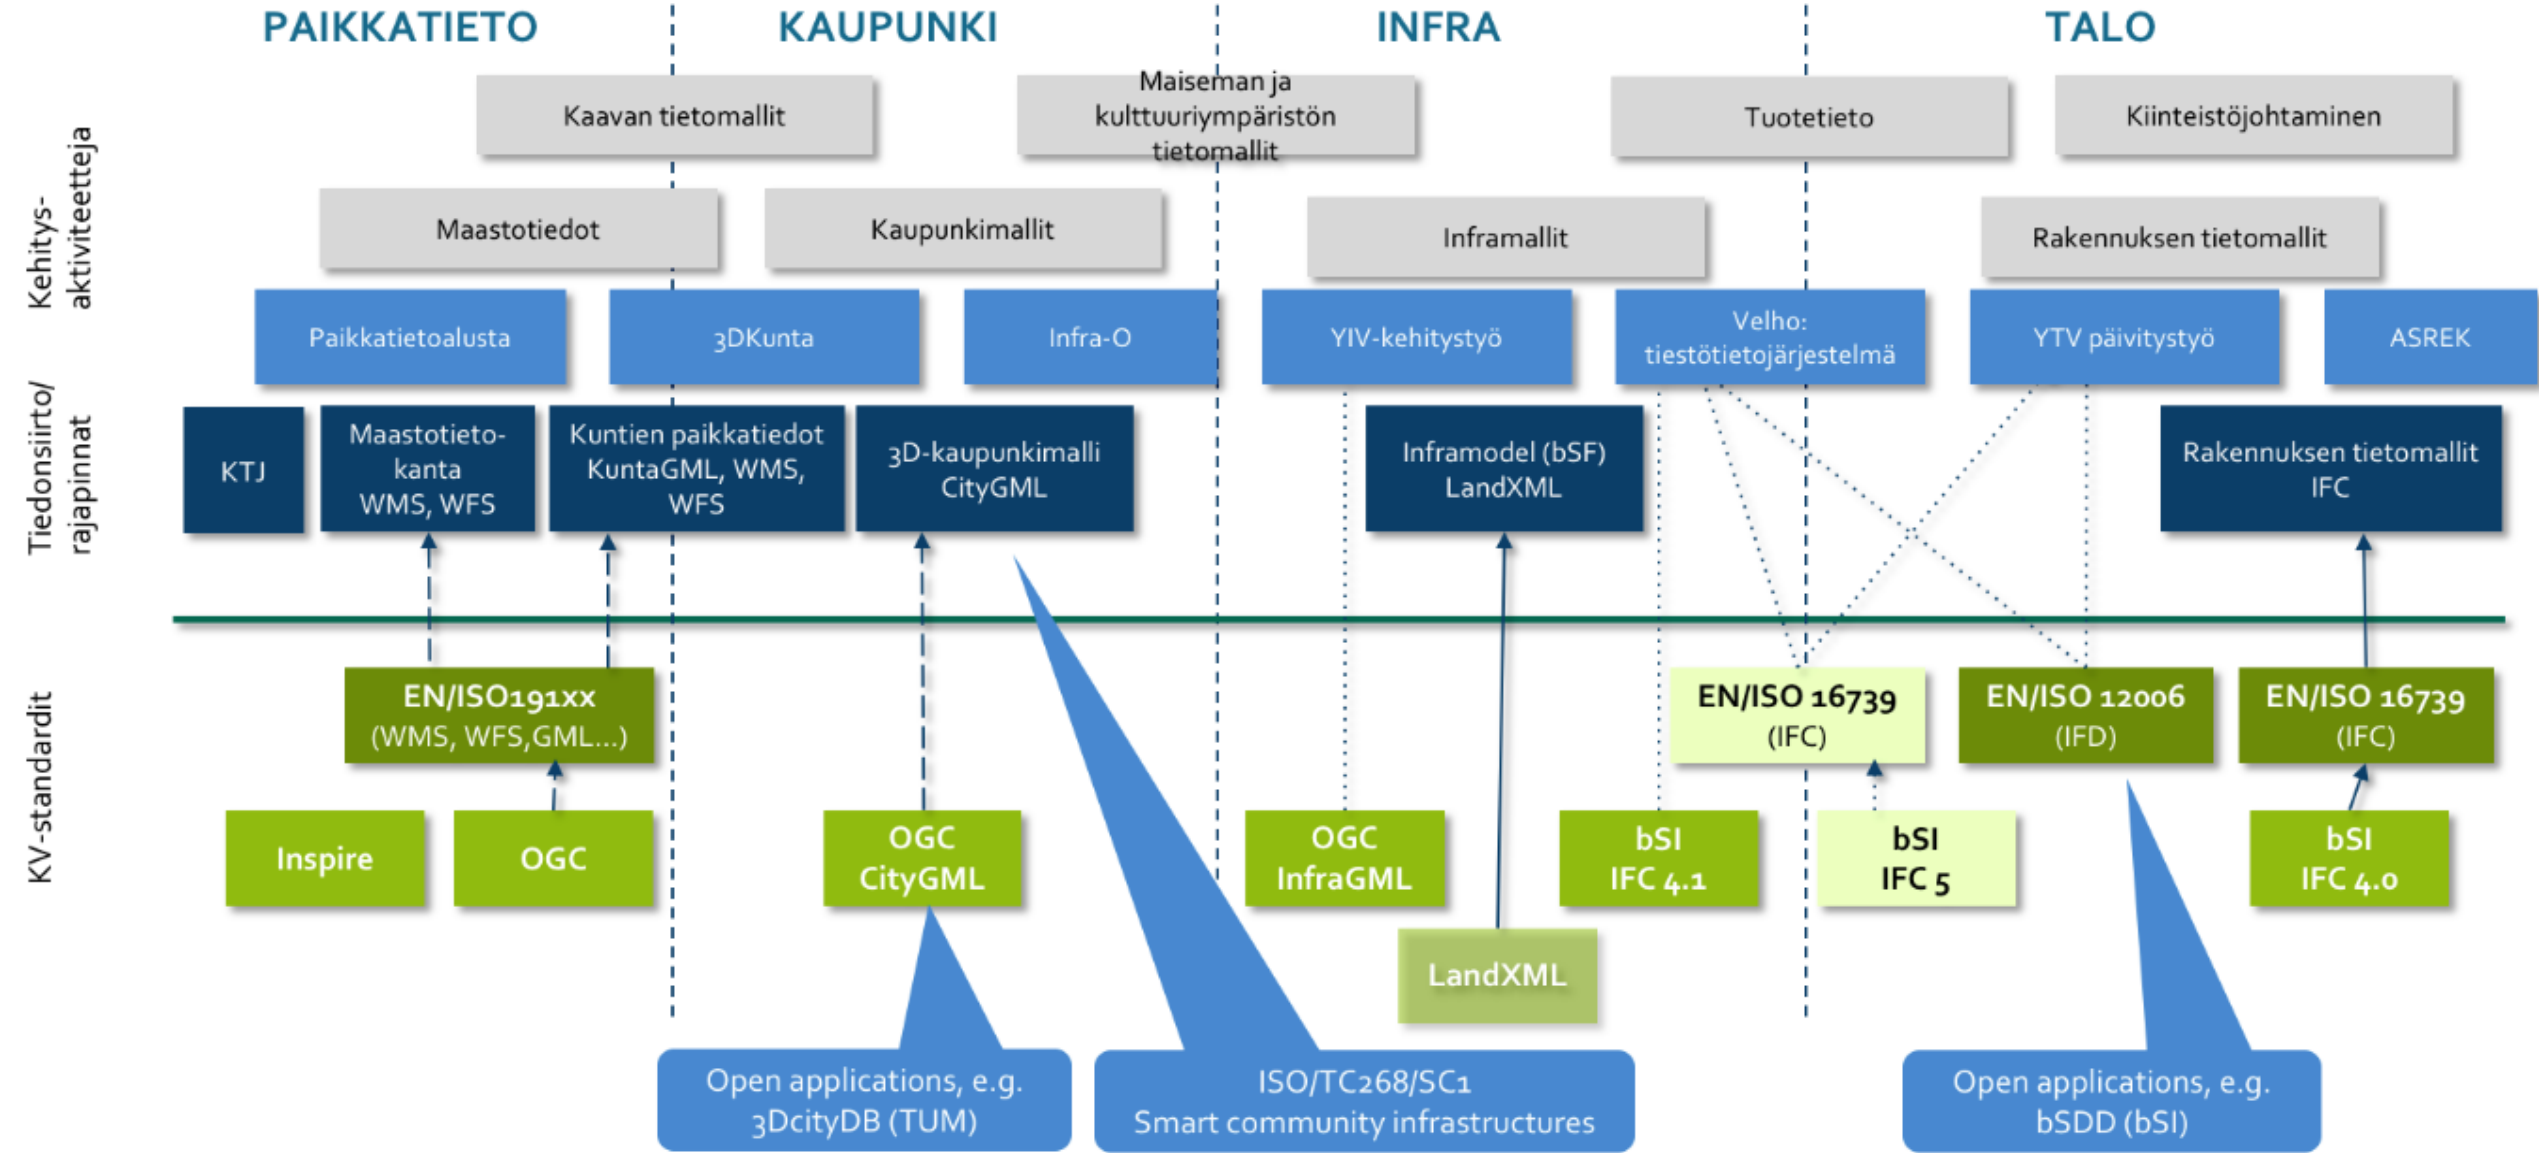 PAIKKATIETO
KAUPUNKI
INFRA
TALO
Kehitys-
aktiviteetteja
Kaavan tietomallit
Maiseman ja
kulttuuriympäristön
tietomallit
Tuotetieto
Kiinteistöjohtaminen
Maastotiedot
Kaupunkimallit
Inframallit
Rakennuksen tietomallit
Paikkatietoalusta
3DKunta
Infra-O
YIV-kehitystyö
Velho:
tiestötietojärjestelmä
YTV päivitystyö
ASREK
Tiedonsiirto/
rajapinnat
KTJ
Maastotieto-
kanta
WMS, WFS
Kuntien paikkatiedot
KuntaGML, WMS,
WFS
3D-kaupunkimalli
CityGML
Inframodel (bSF)
LandXML
Rakennuksen tietomallit
IFC
KV-standardit
EN/ISO191xx
(WMS, WFS,GML...)
EN/ISO 16739
(IFC)
EN/ISO 12006
(IFD)
EN/ISO 16739
(IFC)
Inspire
OGC
OGC
CityGML
OGC
InfraGML
bSI
IFC 4.1
bSI
IFC 5
bSI
IFC 4.0
LandXML
Open applications, e.g.
3DcityDB (TUM)
ISO/TC268/SC1
Smart community infrastructures
Open applications, e.g.
bSDD (bSI)